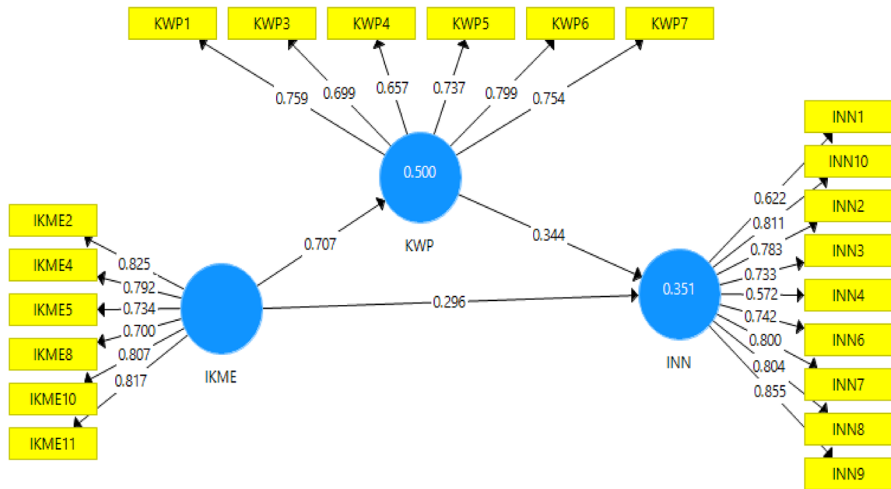 KWP1 KWP3 KWP4 KWP5 KWP6 KWP7
0.759 0.699 0.657 0.737 0.799 0.754
0.500
KWP
IKME2
IKME4
IKME5
IKME8
IKME10
IKME11
0.825
0.792
0.734
0.700
0.807
0.817
IKME
0.707
0.344
0.296
0.351
INN
0.622
0.811
0.783
0.733
0.572
0.742
0.800
0.804
0.855
INN1
INN10
INN2
INN3
INN4
INN6
INN7
INN8
INN9